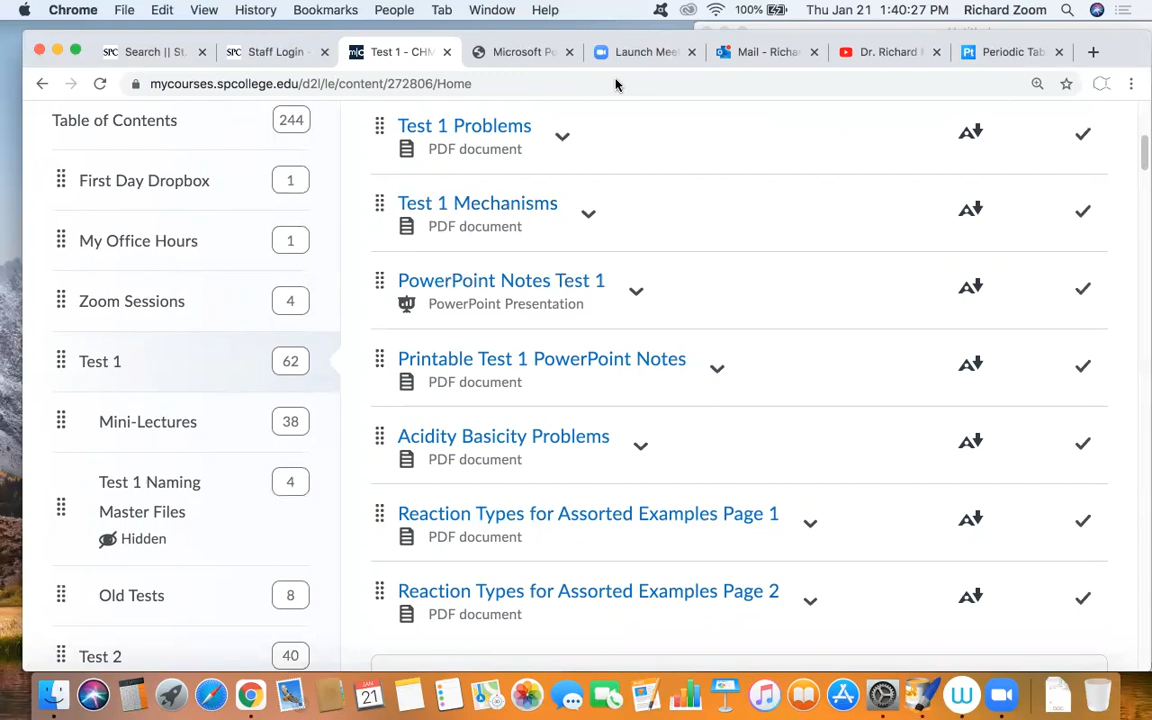 Chrome File Edit View History Bookmarks People Tab Window Help 100% Thu Jan 21 1:40:27 PM Richard Zoom
SPC Search || St. SPC Staff Login - M|C Test 1 - CHM Microsoft Po Launch Mee Mail - Richa Dr. Richard Pt Periodic Tab
mycourses.spcollege.edu/d2l/le/content/272806/Home
Table of Contents 244
First Day Dropbox 1
My Office Hours 1
Zoom Sessions 4
Test 1 62
Mini-Lectures 38
Test 1 Naming
Master Files 4
Hidden
Old Tests 8
Test 2 40
Test 1 Problems
PDF document
Test 1 Mechanisms
PDF document
PowerPoint Notes Test 1
PowerPoint Presentation
Printable Test 1 PowerPoint Notes
PDF document
Acidity Basicity Problems
PDF document
Reaction Types for Assorted Examples Page 1
PDF document
Reaction Types for Assorted Examples Page 2
PDF document
JAN
21